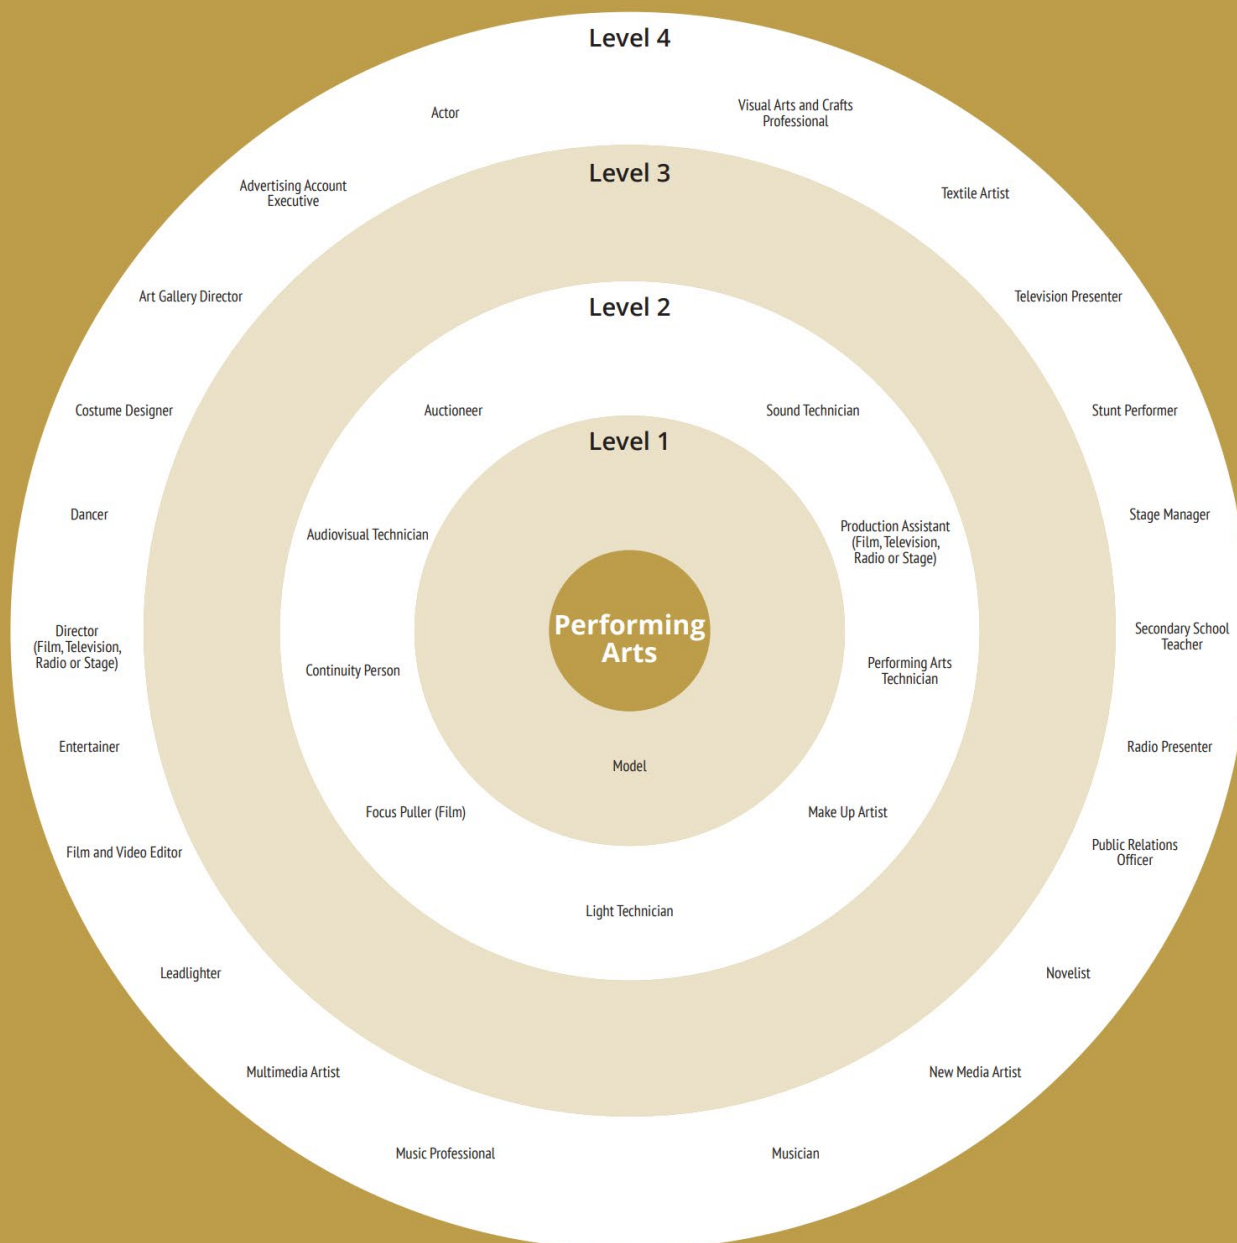 Level 4
Actor
Visual Arts and Crafts
Professional
Advertising Account
Executive
Textile Artist
Art Gallery Director
Television Presenter
Costume Designer
Stunt Performer
Dancer
Stage Manager
Director
(Film, Television,
Radio or Stage)
Secondary School
Teacher
Entertainer
Radio Presenter
Film and Video Editor
Public Relations
Officer
Leadlighter
Novelist
Multimedia Artist
New Media Artist
Music Professional
Musician
Level 3
Level 2
Auctioneer
Sound Technician
Audiovisual Technician
Production Assistant
(Film, Television,
Radio or Stage)
Continuity Person
Performing Arts
Technician
Focus Puller (Film)
Make Up Artist
Light Technician
Level 1
Model
Performing
Arts